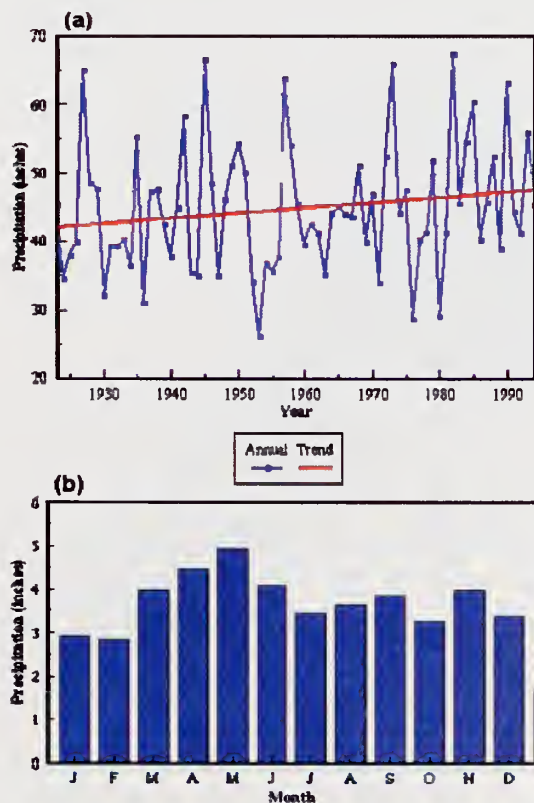 (a)
70
60
50
40
30
20
Precipitation (inches)
1930 1940 1950 1960 1970 1980 1990
Year
Annual Trend
(b)
6
5
4
3
2
1
0
Precipitation (inches)
J F M A M J J A S O N D
Month